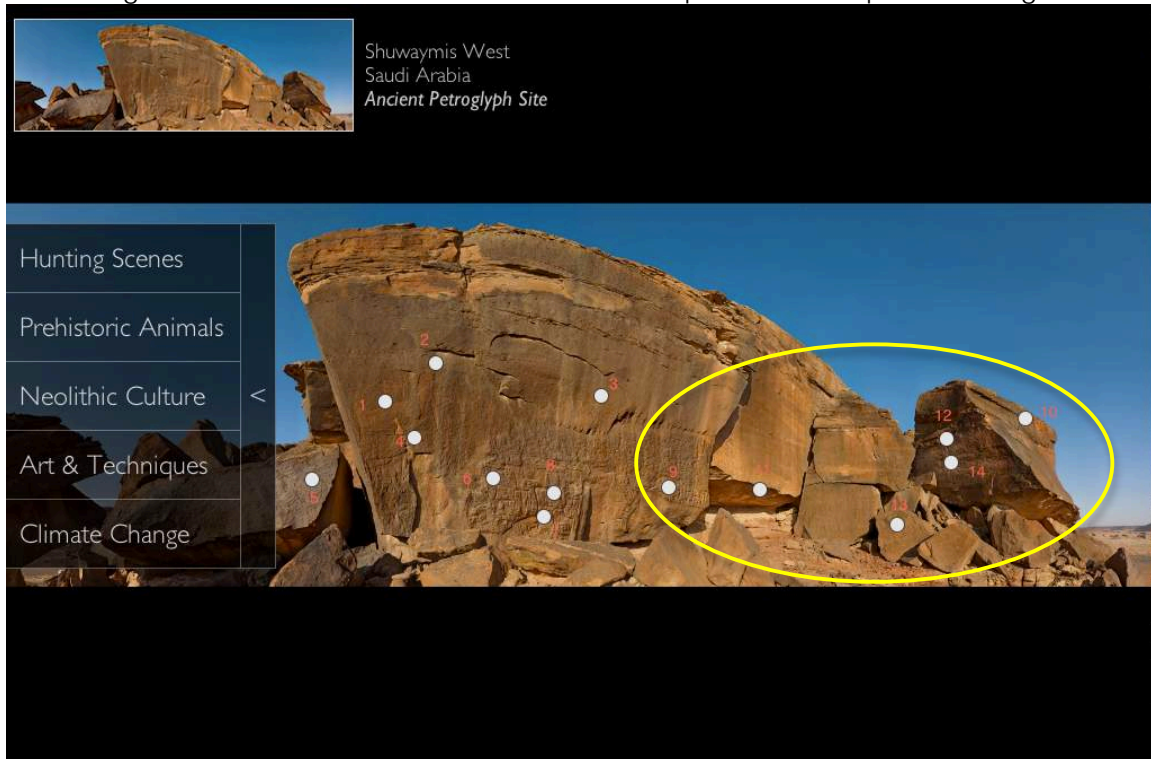 Shuwaymis West
Saudi Arabia
Ancient Petroglyph Site
Hunting Scenes
Prehistoric Animals
Neolithic Culture
<
Art & Techniques
Climate Change
2
1
3
4
5
6
8
9
12
10
14
13